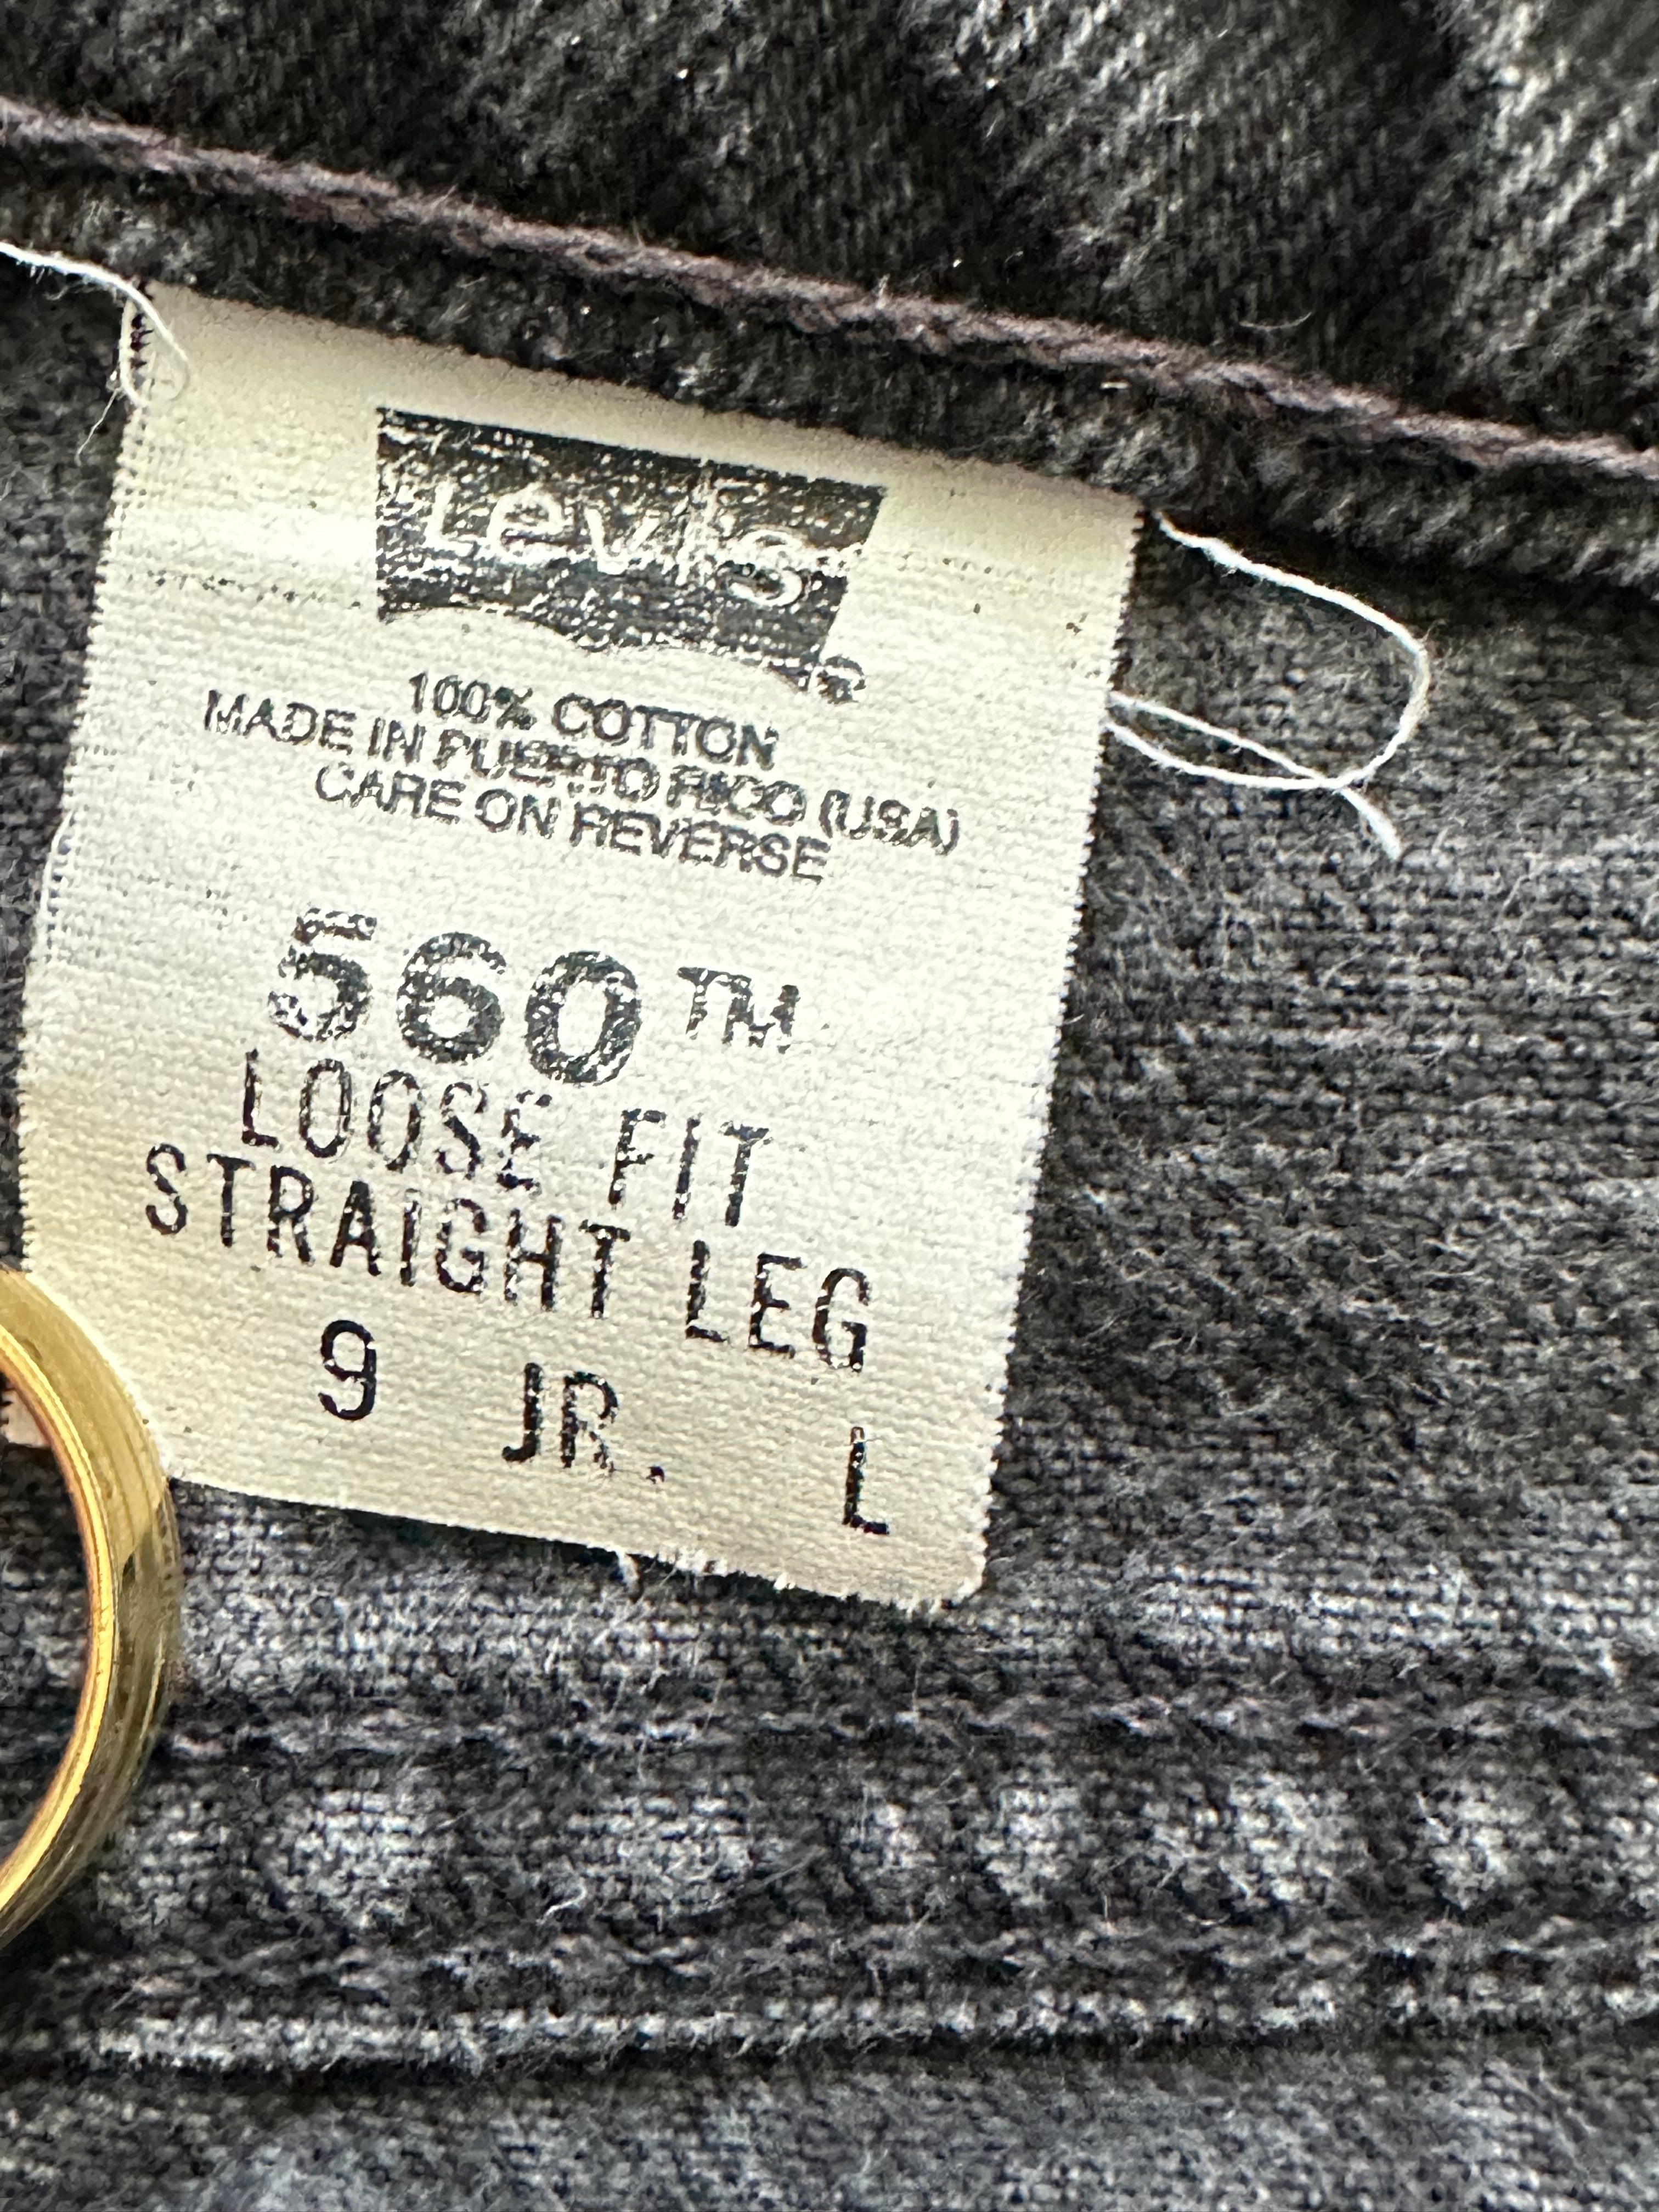 Levi's
100% COTTON
MADE IN PUERTO RICO (USA)
CARE ON REVERSE
560™
LOOSE FIT
STRAIGHT LEG
9 JR. L